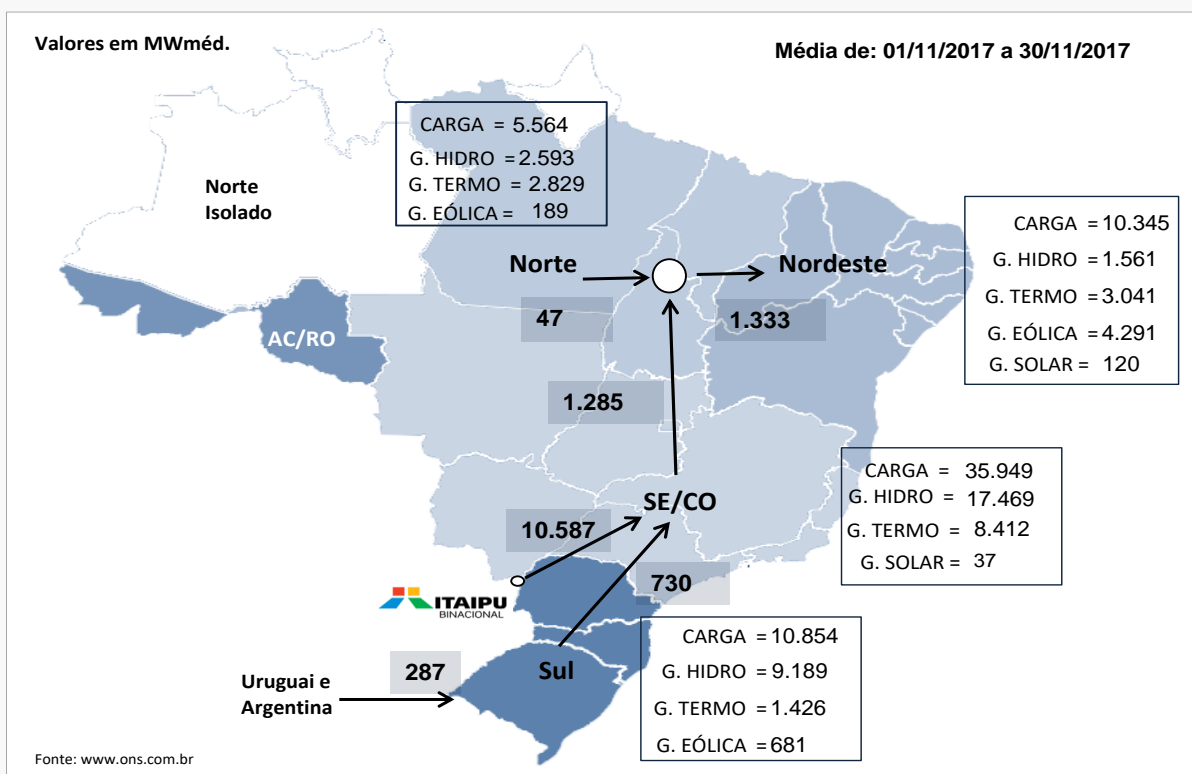 Valores em MWméd.
Média de: 01/11/2017 a 30/11/2017
CARGA = 5.564
G. HIDRO = 2.593
G. TERMO = 2.829
G. EÓLICA = 189
Norte
Isolado
CARGA = 10.345
G. HIDRO = 1.561
G. TERMO = 3.041
G. EÓLICA = 4.291
G. SOLAR = 120
Norte
Nordeste
47
1.333
AC/RO
1.285
CARGA = 35.949
G. HIDRO = 17.469
G. TERMO = 8.412
G. SOLAR = 37
SE/CO
10.587
730
ITAIPU
BINACIONAL
CARGA = 10.854
G. HIDRO = 9.189
G. TERMO = 1.426
G. EÓLICA = 681
287
Sul
Uruguai e
Argentina
Fonte: www.ons.com.br